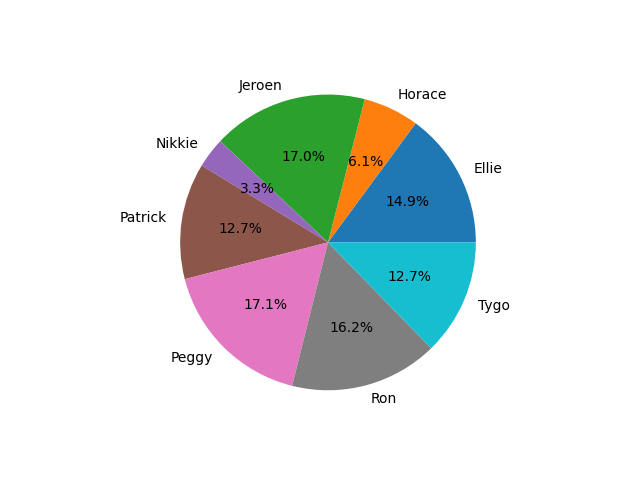 Jeroen
Horace
Nikkie
Ellie
17.0%
6.1%
3.3%
14.9%
Patrick
12.7%
12.7%
Tygo
17.1%
16.2%
Peggy
Ron